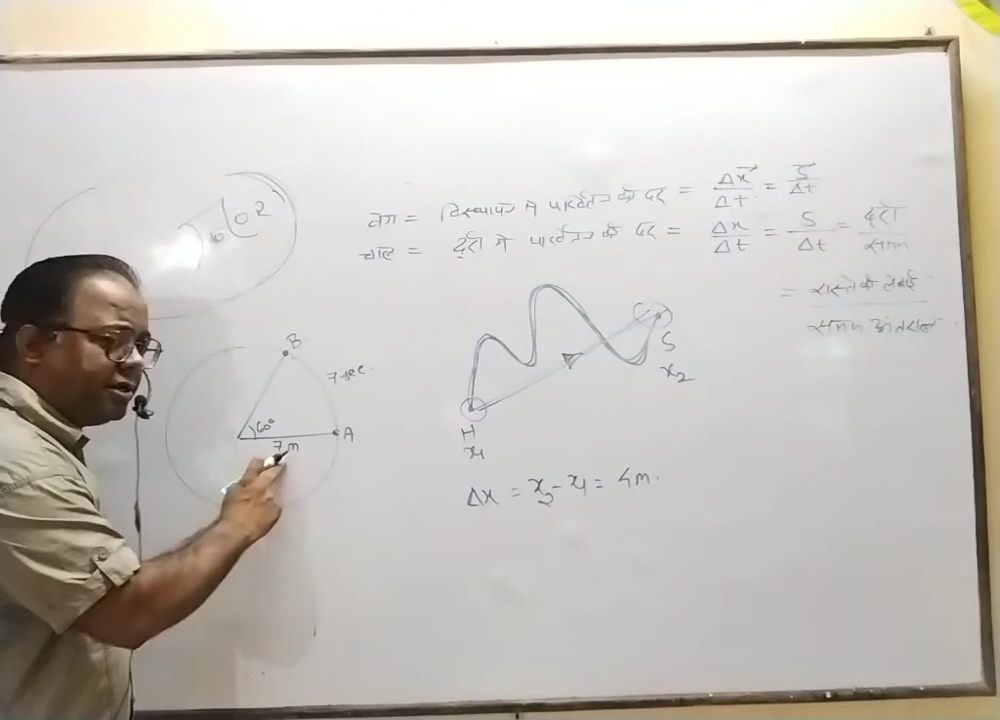 वेग = विस्थापन में परिवर्तन की दर = Δx⃗/Δt = S⃗/Δt
चाल = दूरी में परिवर्तन की दर = Δx/Δt = S/Δt = दूरी/समय
= रास्ते की लंबाई/समय अंतराल
B
7 sec.
60°
7m
A
H
x₁
S
x₂
Δx = x₂ - x₁ = 4m.